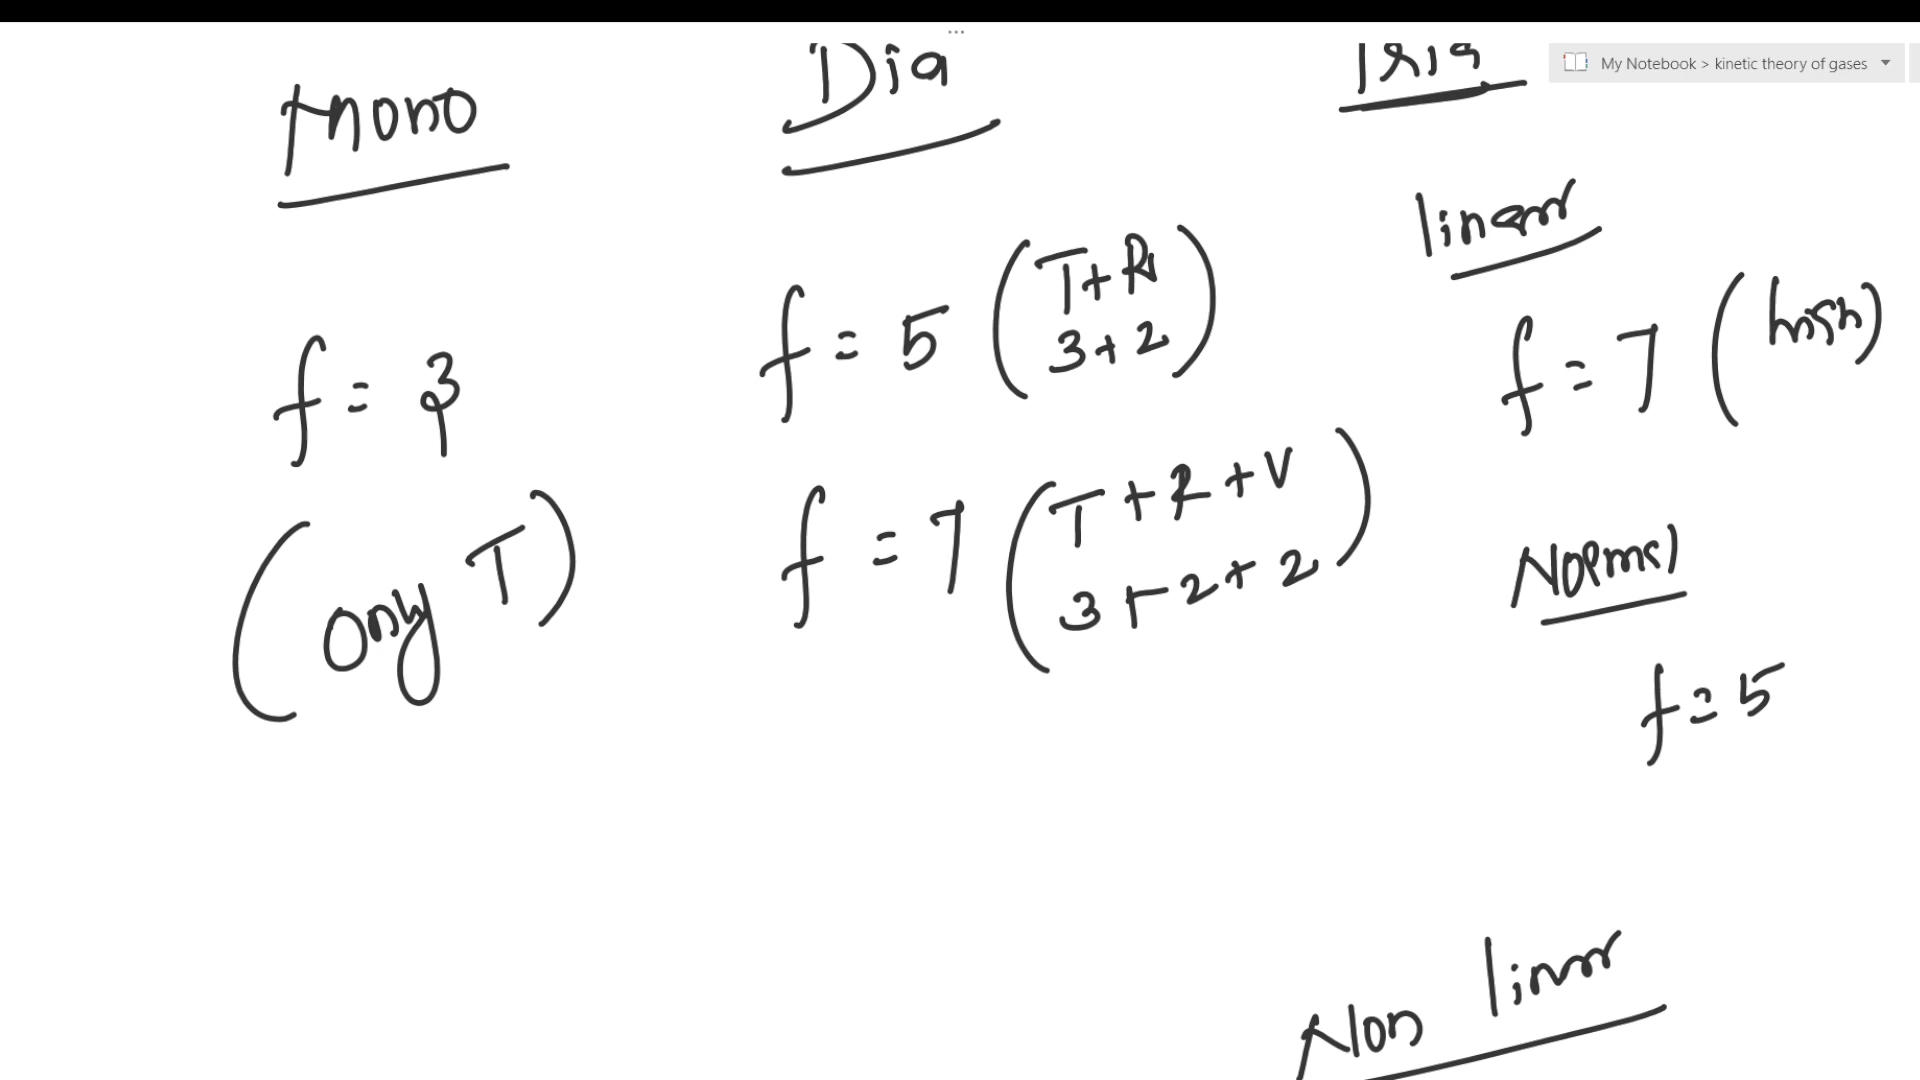 My Notebook > kinetic theory of gases
Mono
f = 3
(Only T)
Dia
f = 5 (T+R
3+2)
f = 7 (T+R+V
3+2+2)
Tria
linear
f = 7 (high)
Normal
f = 5
Non linear